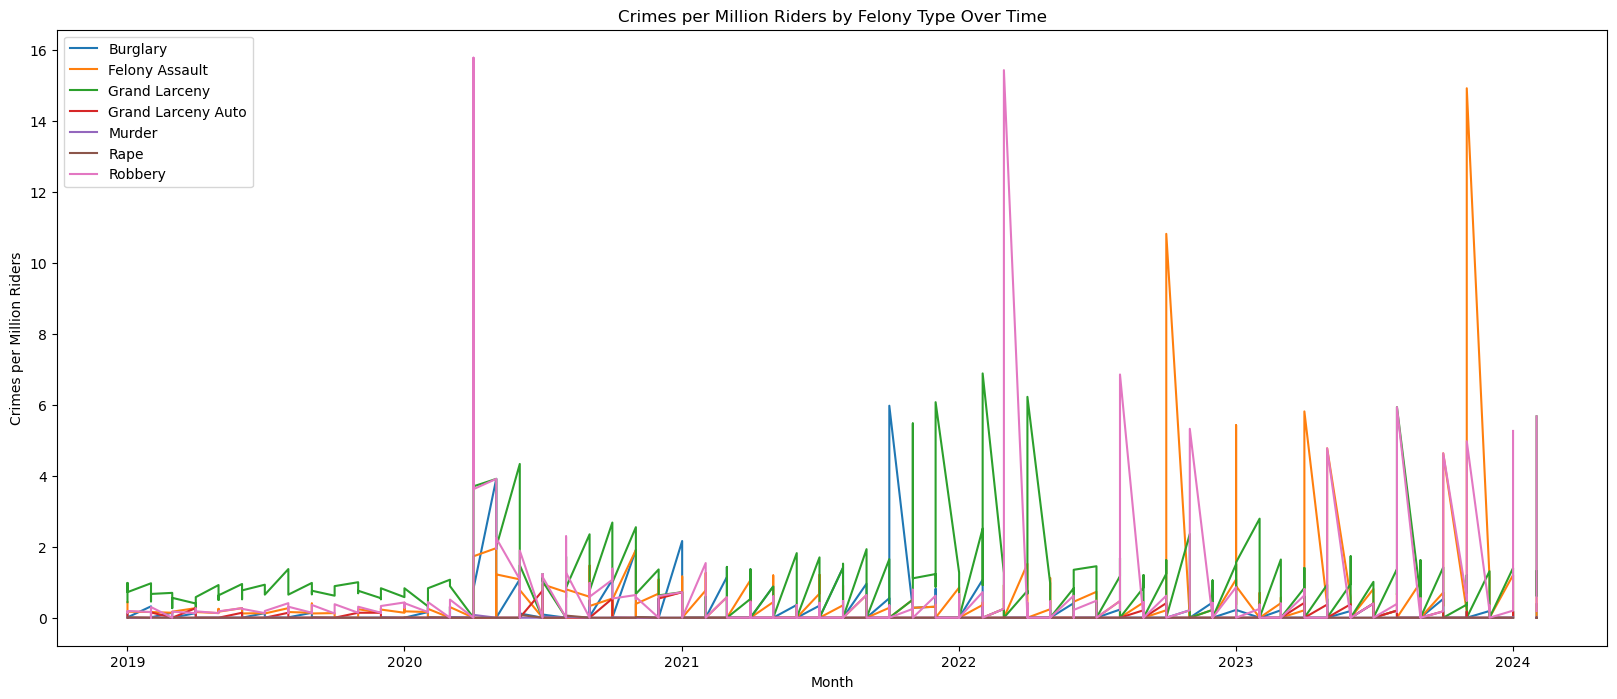 Crimes per Million Riders by Felony Type Over Time
Burglary
Felony Assault
Grand Larceny
Grand Larceny Auto
Murder
Rape
Robbery
Crimes per Million Riders
16
14
12
10
8
6
4
2
0
2019 2020 2021 2022 2023 2024
Month